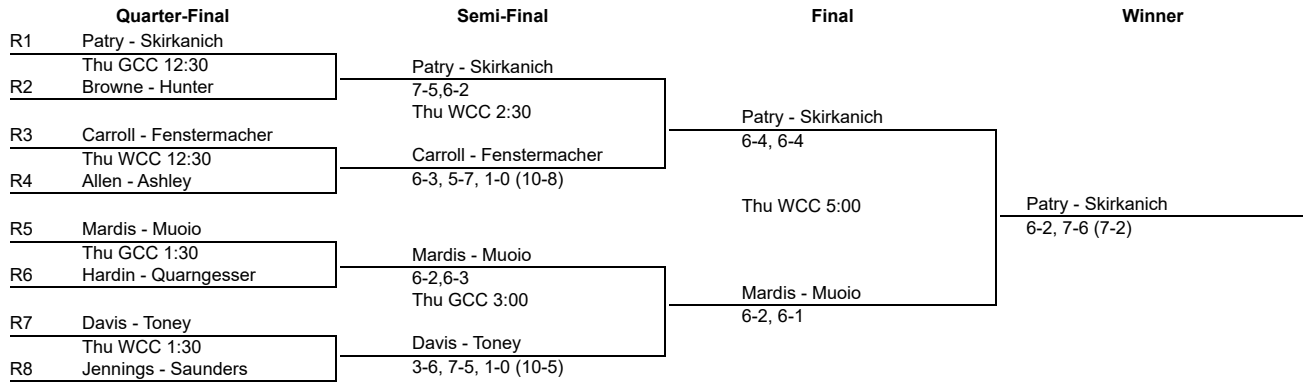 Quarter-Final Semi-Final Final Winner
R1 Patry - Skirkanich
Thu GCC 12:30
R2 Browne - Hunter
Patry - Skirkanich
7-5,6-2
Thu WCC 2:30
R3 Carroll - Fenstermacher
Thu WCC 12:30
R4 Allen - Ashley
Carroll - Fenstermacher
6-3, 5-7, 1-0 (10-8)
Patry - Skirkanich
6-4, 6-4
Thu WCC 5:00
R5 Mardis - Muoio
Thu GCC 1:30
R6 Hardin - Quarngesser
Mardis - Muoio
6-2,6-3
Thu GCC 3:00
R7 Davis - Toney
Thu WCC 1:30
R8 Jennings - Saunders
Davis - Toney
3-6, 7-5, 1-0 (10-5)
Mardis - Muoio
6-2, 6-1
Patry - Skirkanich
6-2, 7-6 (7-2)